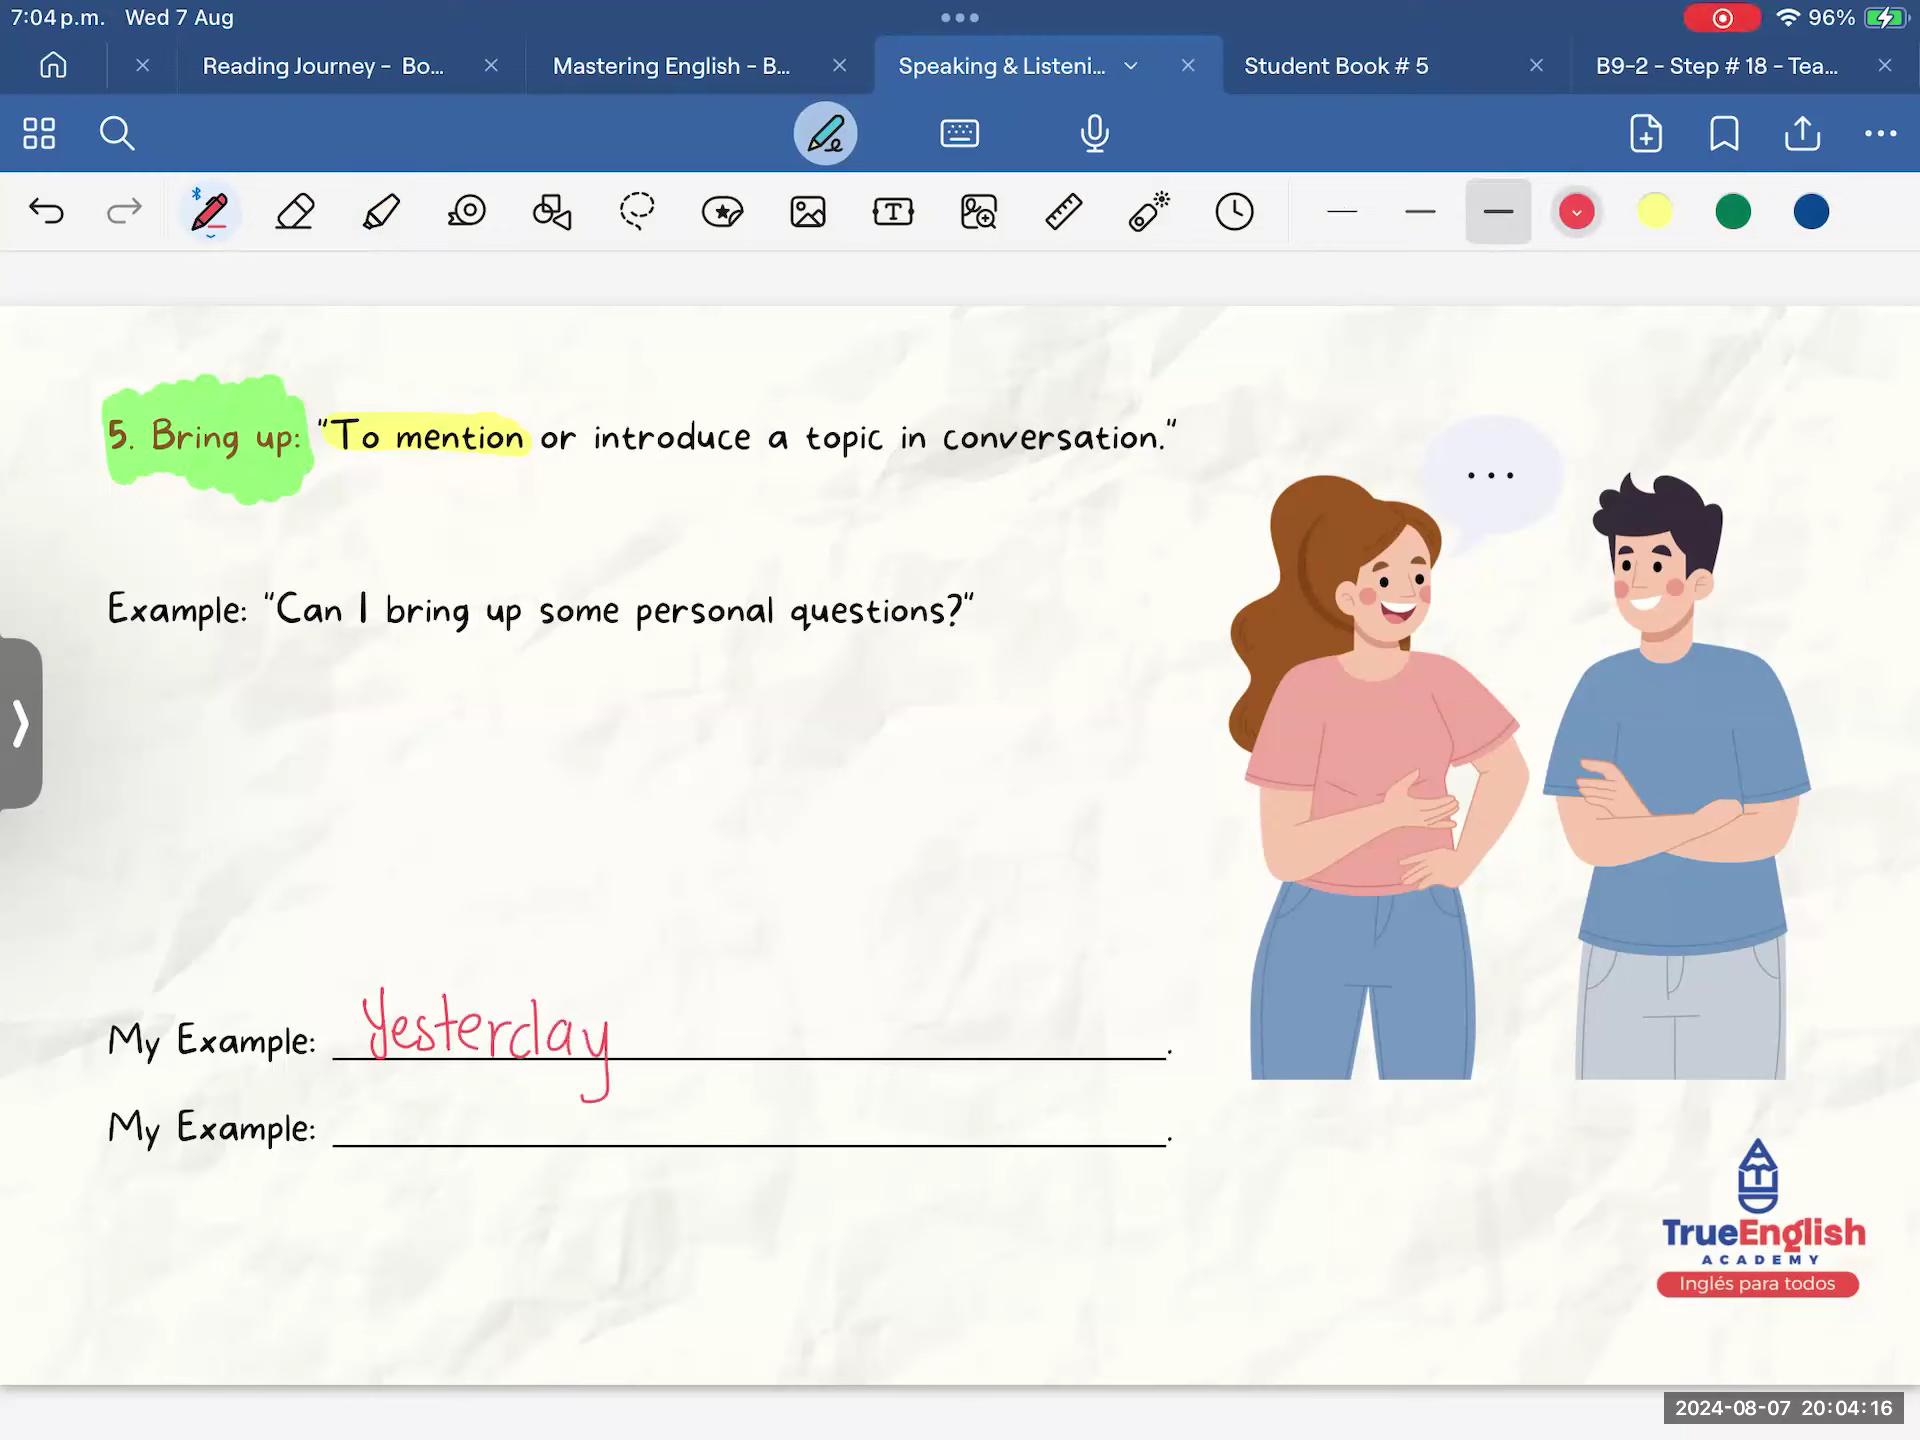 7:04 p.m. Wed 7 Aug
96%
Reading Journey - Bo...
Mastering English - B...
Speaking & Listeni...
Student Book # 5
B9-2 - Step # 18 - Tea...
5. Bring up: "To mention or introduce a topic in conversation."
...
Example: "Can I bring up some personal questions?"
My Example: Yesterday.
My Example: .
TrueEnglish
ACADEMY
Inglés para todos
2024-08-07 20:04:16